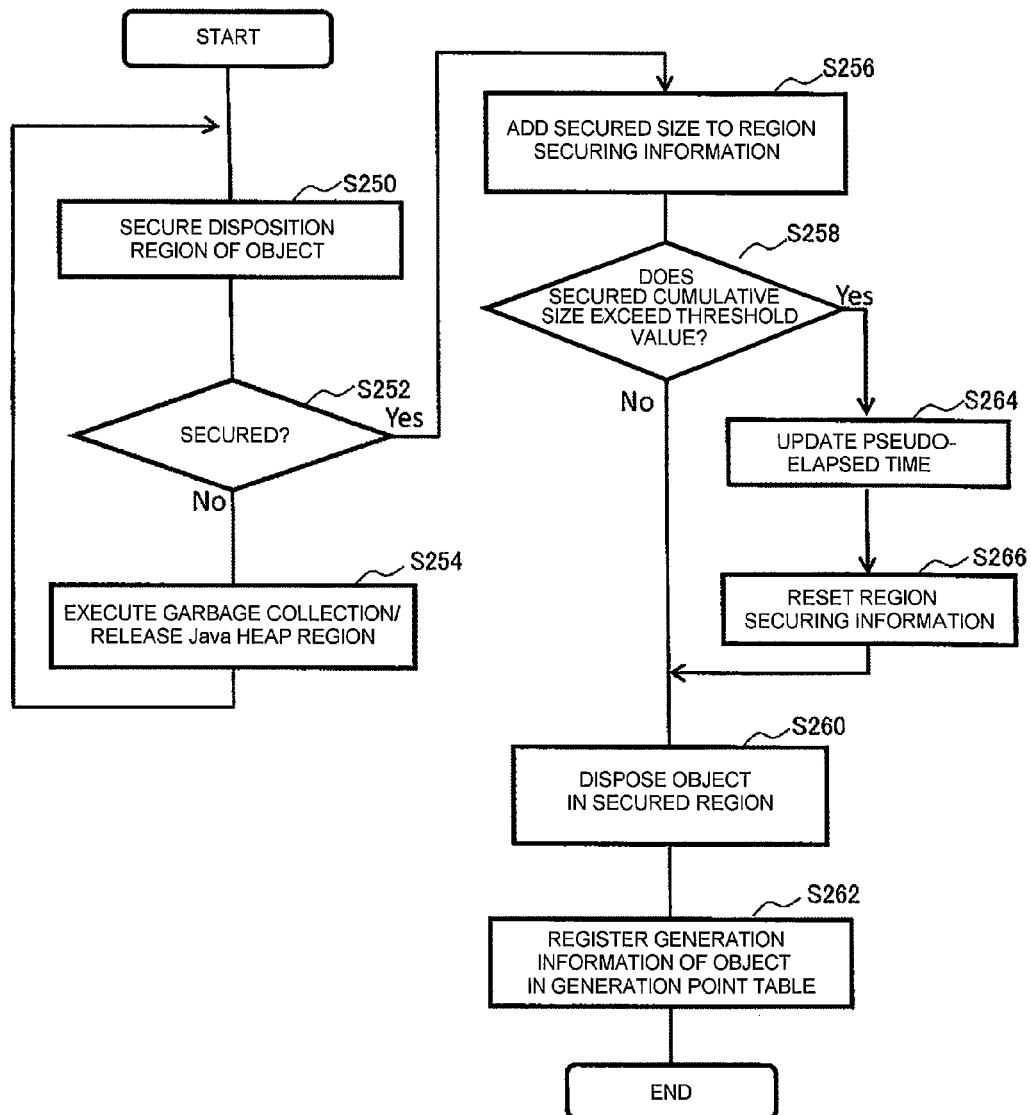 START
S250
SECURE DISPOSITION
REGION OF OBJECT
S252
SECURED?
Yes
No
S254
EXECUTE GARBAGE COLLECTION/
RELEASE Java HEAP REGION
S256
ADD SECURED SIZE TO REGION
SECURING INFORMATION
S258
DOES
SECURED CUMULATIVE
SIZE EXCEED THRESHOLD
VALUE?
Yes
No
S264
UPDATE PSEUDO-
ELAPSED TIME
S266
RESET REGION
SECURING INFORMATION
S260
DISPOSE OBJECT
IN SECURED REGION
S262
REGISTER GENERATION
INFORMATION OF OBJECT
IN GENERATION POINT TABLE
END